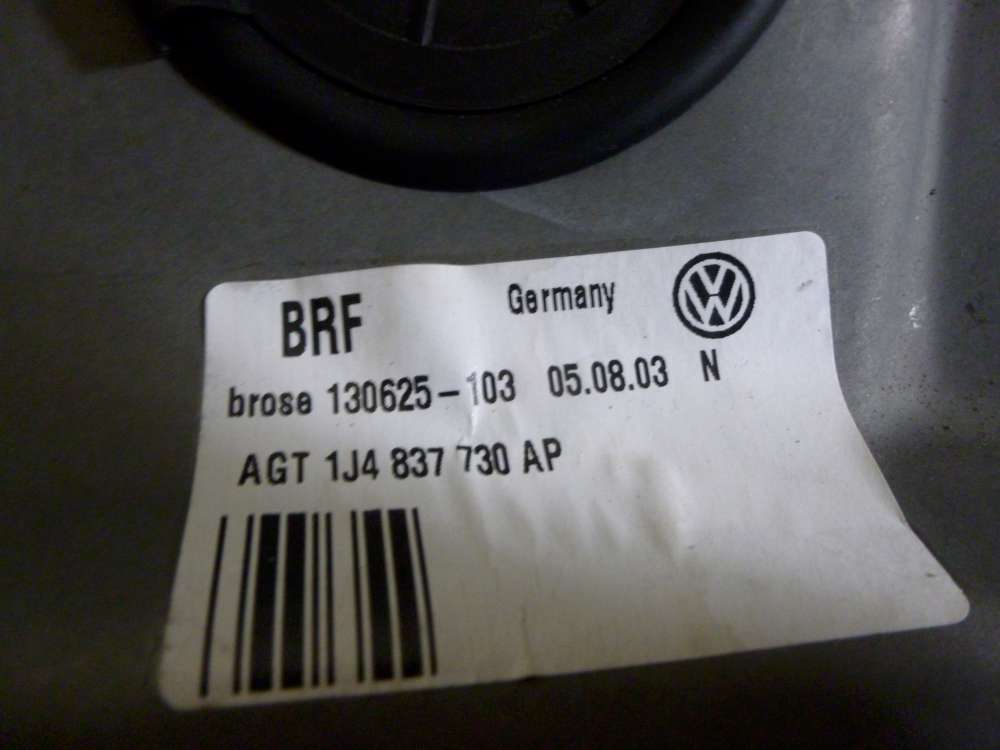 BRF Germany
brose 130625-103 05.08.03 N
AGT 1J4 837 730 AP